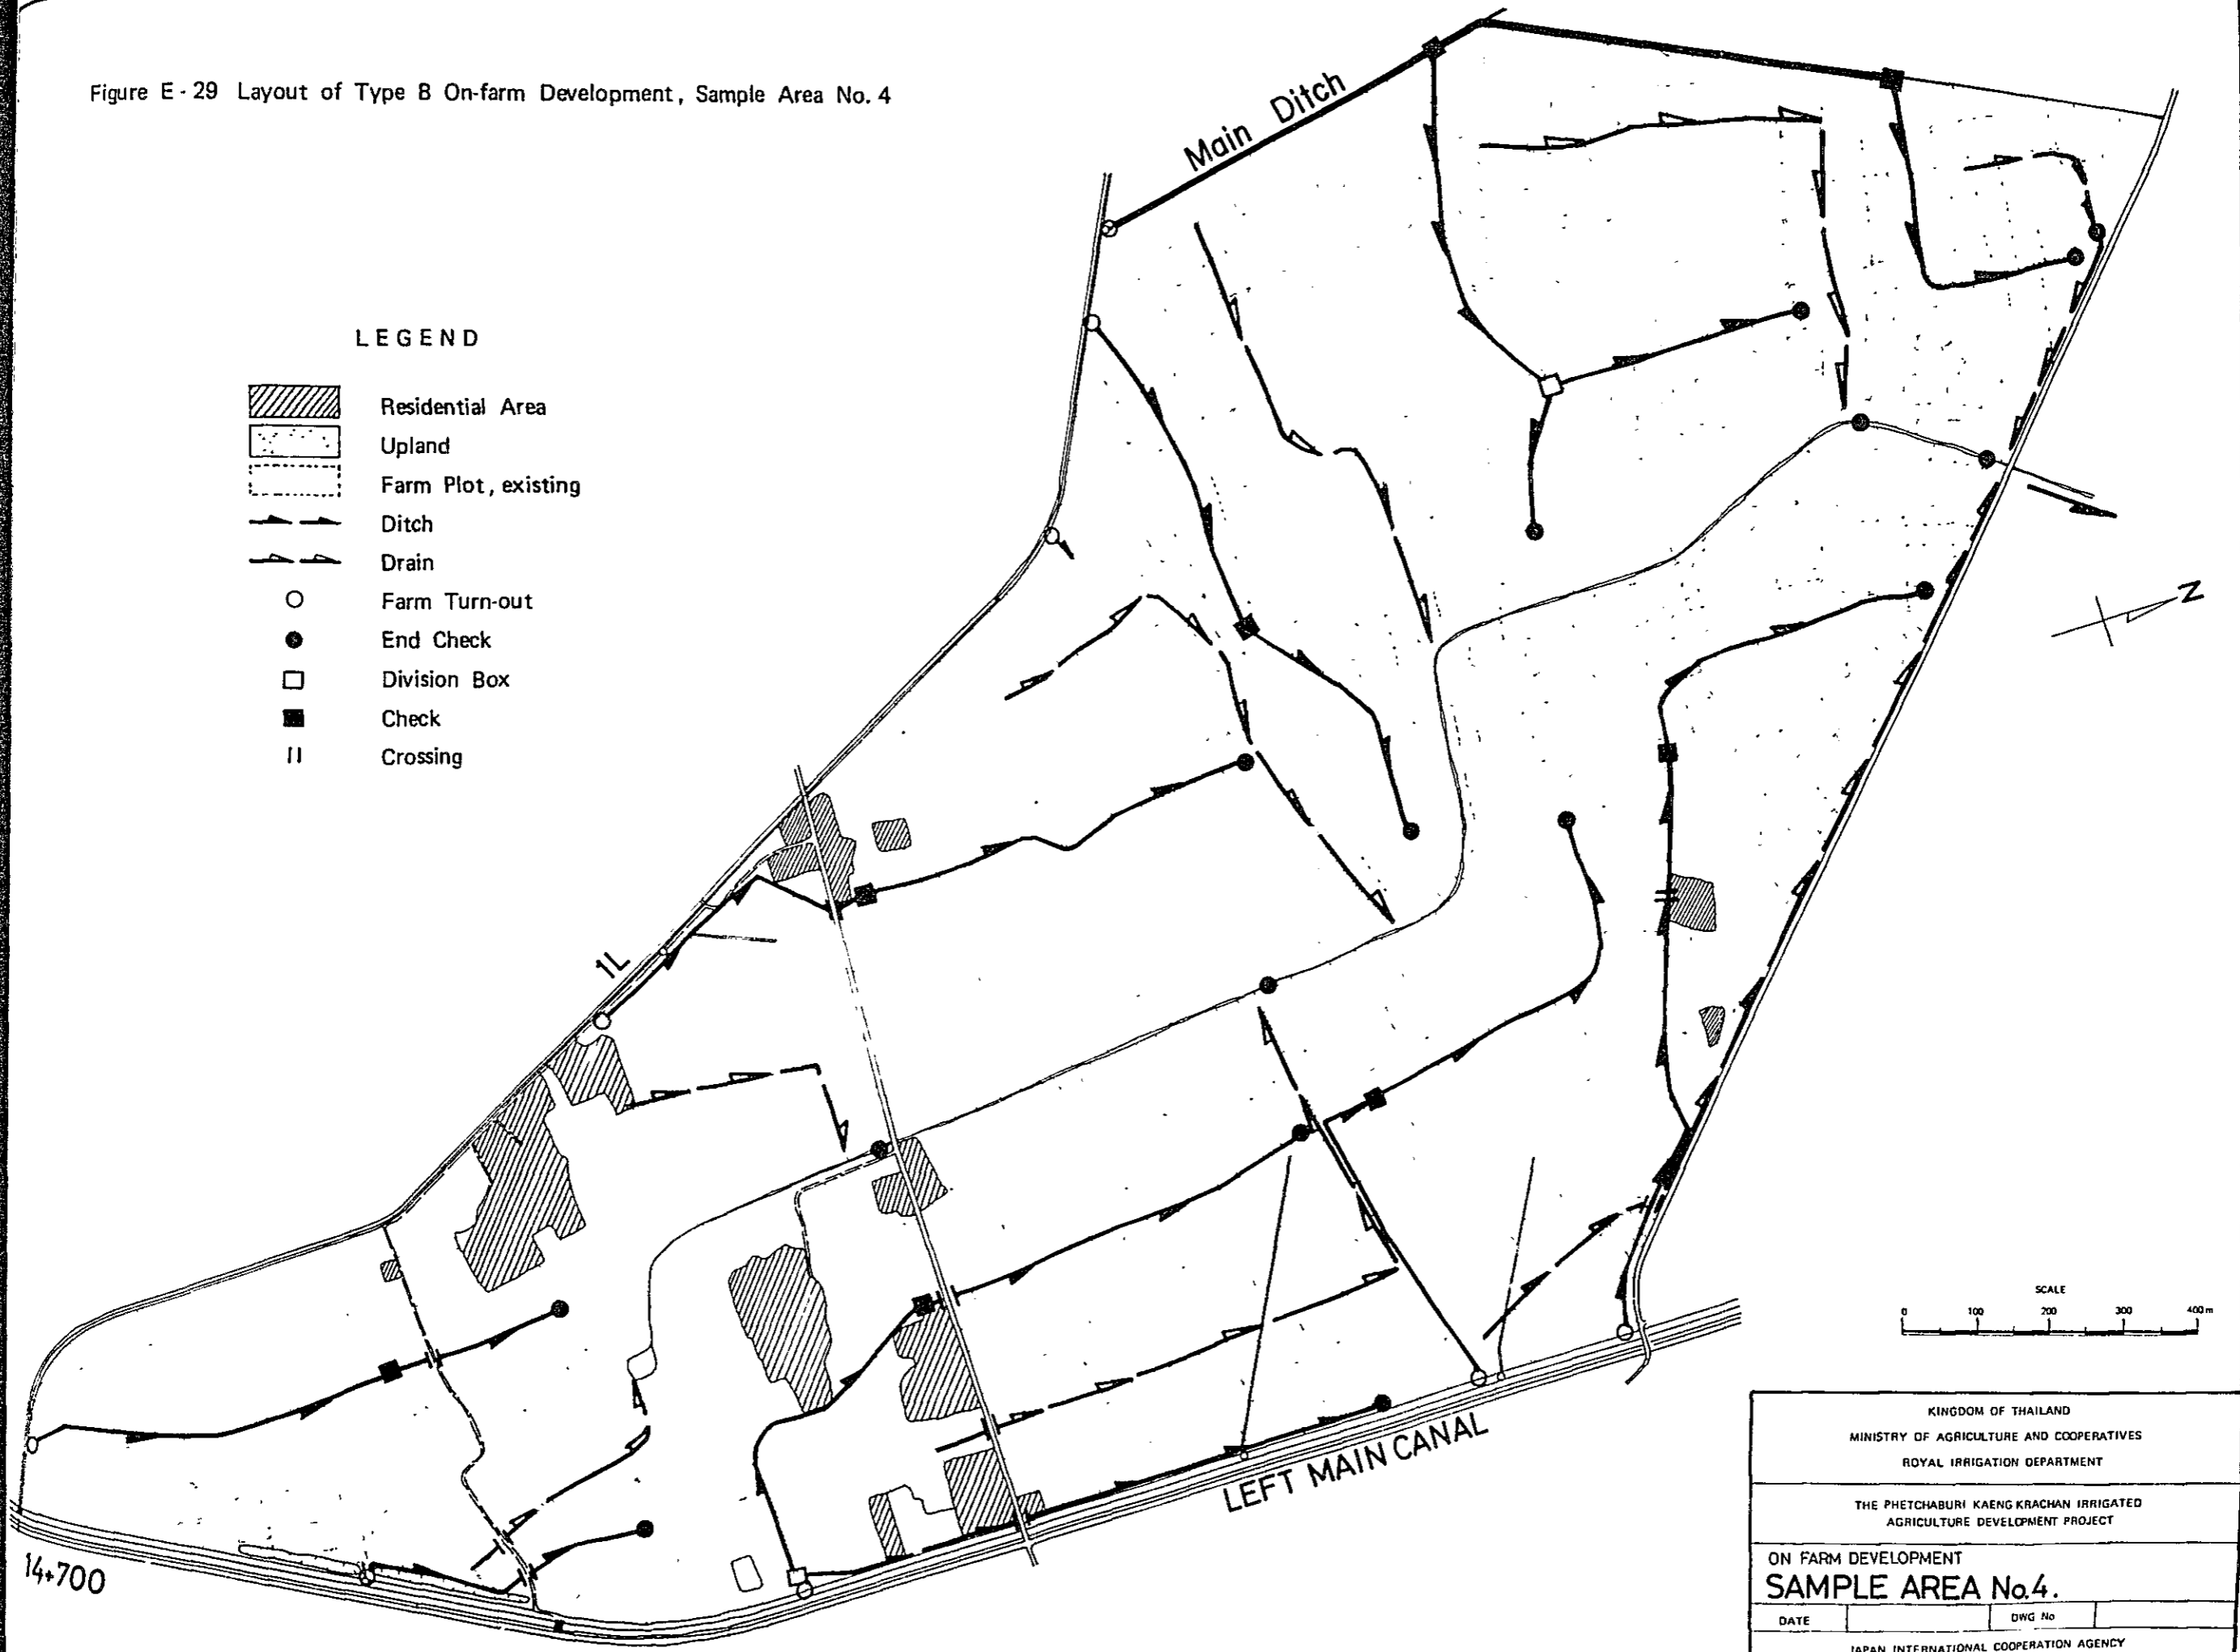 Figure E - 29 Layout of Type B On-farm Development, Sample Area No. 4
Main Ditch
LEGEND
Residential Area
Upland
Farm Plot, existing
Ditch
Drain
Farm Turn-out
End Check
Division Box
Check
Crossing
N
1L
SCALE
0 100 200 300 400 m
LEFT MAIN CANAL
14+700
KINGDOM OF THAILAND
MINISTRY OF AGRICULTURE AND COOPERATIVES
ROYAL IRRIGATION DEPARTMENT
THE PHETCHABURI KAENG KRACHAN IRRIGATED
AGRICULTURE DEVELOPMENT PROJECT
ON FARM DEVELOPMENT
SAMPLE AREA No.4.
DATE DWG No
JAPAN INTERNATIONAL COOPERATION AGENCY